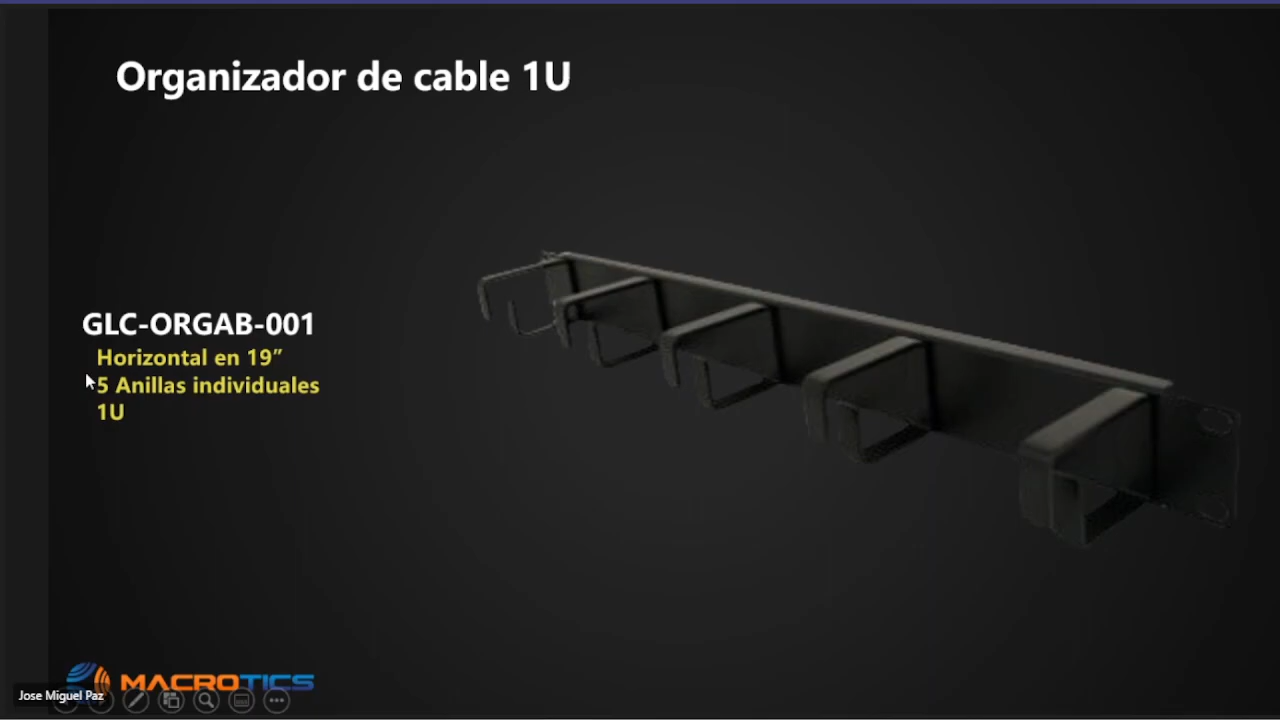 Organizador de cable 1U
GLC-ORGAB-001
Horizontal en 19”
5 Anillas individuales
1U
MACROTICS
Jose Miguel Paz